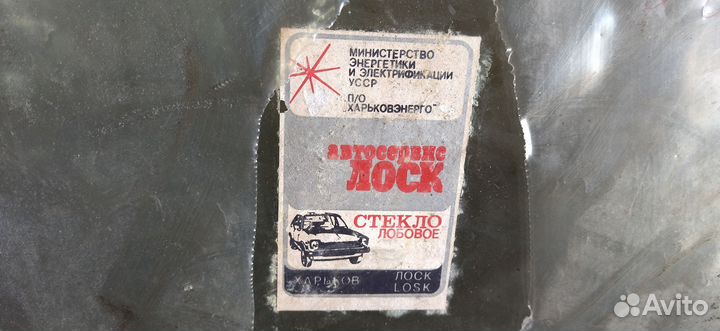 МИНИСТЕРСТВО
ЭНЕРГЕТИКИ
И ЭЛЕКТРИФИКАЦИИ
УССР
П/О
"ХАРЬКОВЭНЕРГО"
автосервис
ЛОСК
СТЕКЛО
ЛОБОВОЕ
ХАРЬКОВ
ЛОСК
LOSK
Avito